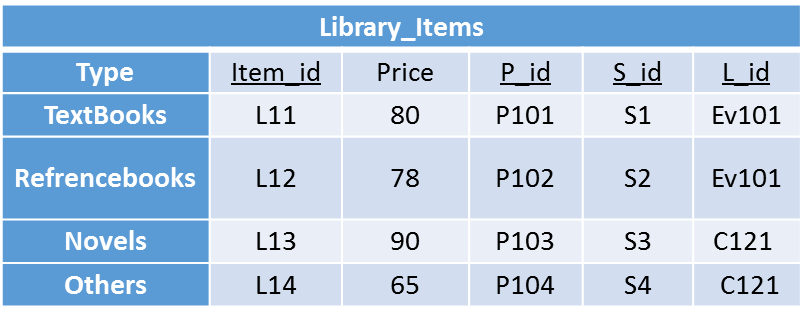 Library_Items
Type Item_id Price P_id S_id L_id
TextBooks L11 80 P101 S1 Ev101
Refrencebooks L12 78 P102 S2 Ev101
Novels L13 90 P103 S3 C121
Others L14 65 P104 S4 C121